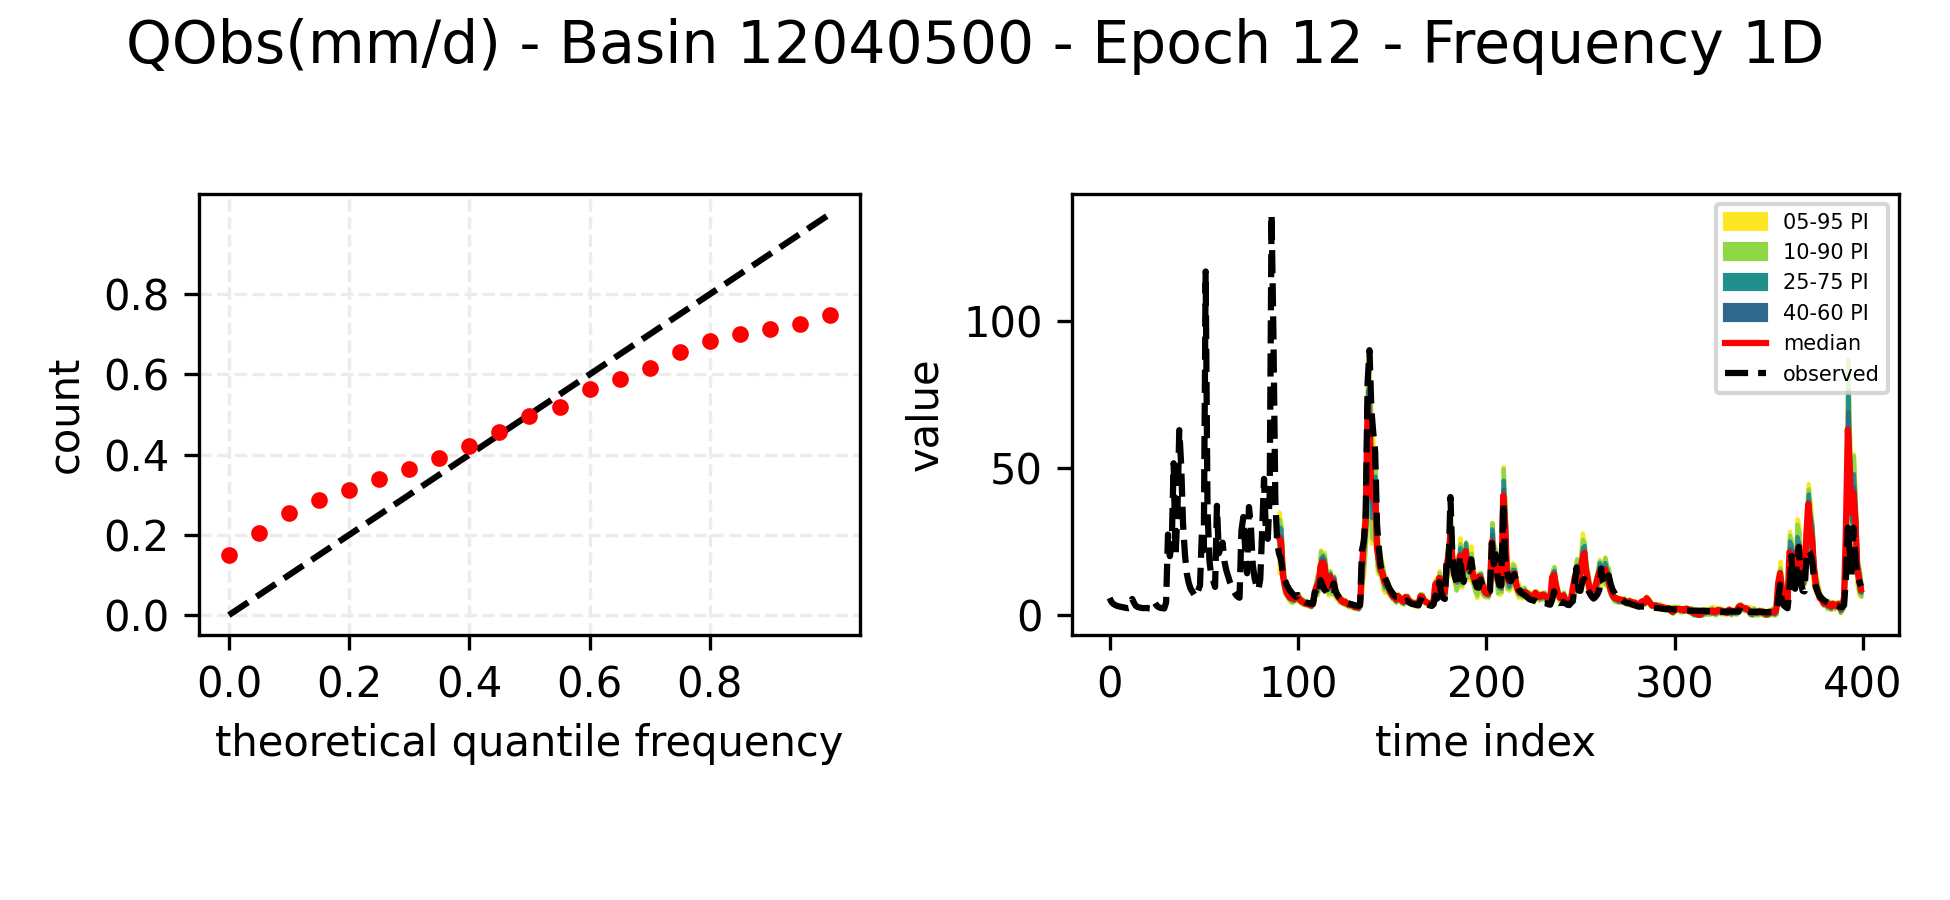 QObs(mm/d) - Basin 12040500 - Epoch 12 - Frequency 1D
0.8
0.6
0.4
0.2
0.0
count
0.0 0.2 0.4 0.6 0.8
theoretical quantile frequency
100
50
0
value
05-95 PI
10-90 PI
25-75 PI
40-60 PI
median
observed
0 100 200 300 400
time index